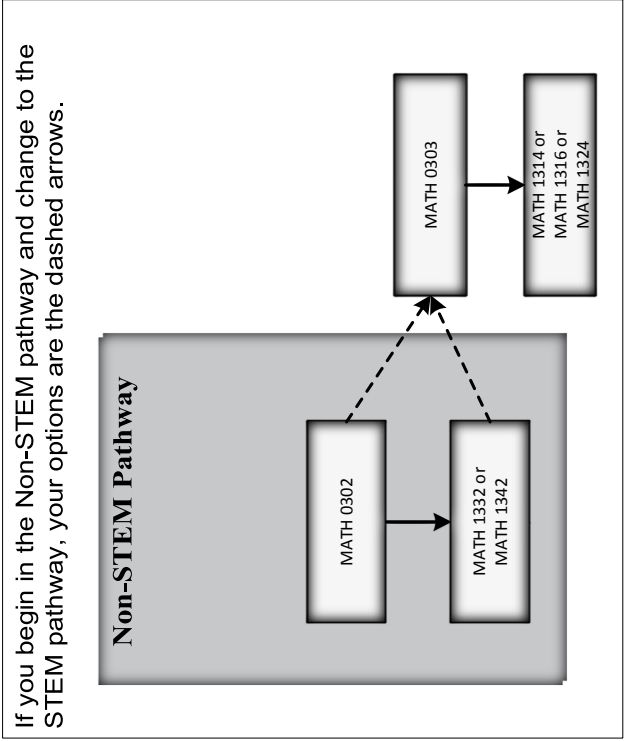 If you begin in the Non-STEM pathway and change to the
STEM pathway, your options are the dashed arrows.
Non-STEM Pathway
MATH 0302
MATH 1332 or
MATH 1342
MATH 0303
MATH 1314 or
MATH 1316 or
MATH 1324